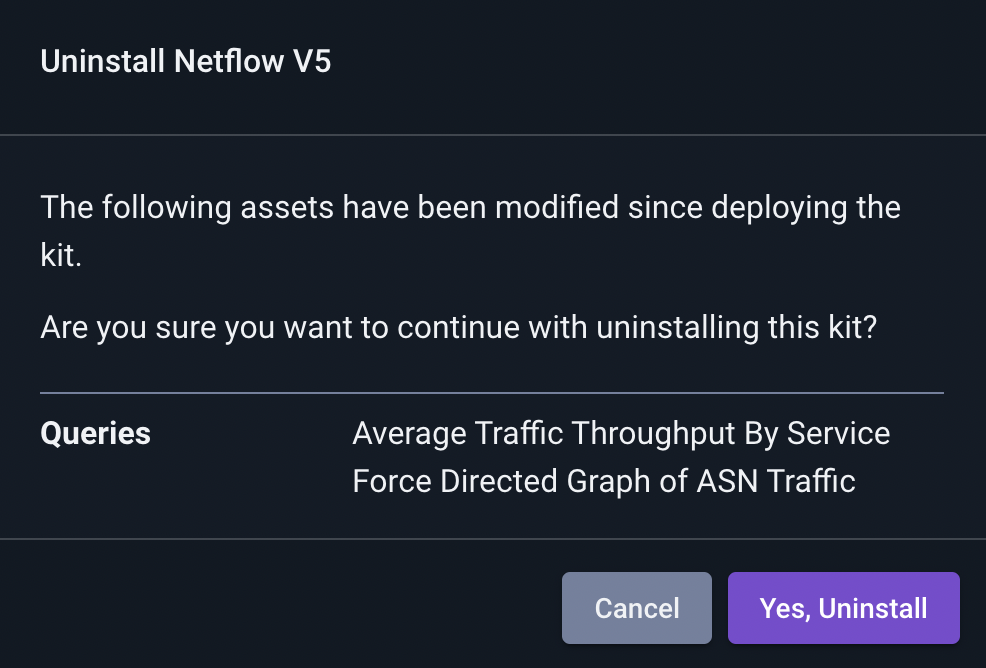 Uninstall Netflow V5
The following assets have been modified since deploying the
kit.
Are you sure you want to continue with uninstalling this kit?
Queries
Average Traffic Throughput By Service
Force Directed Graph of ASN Traffic
Cancel
Yes, Uninstall